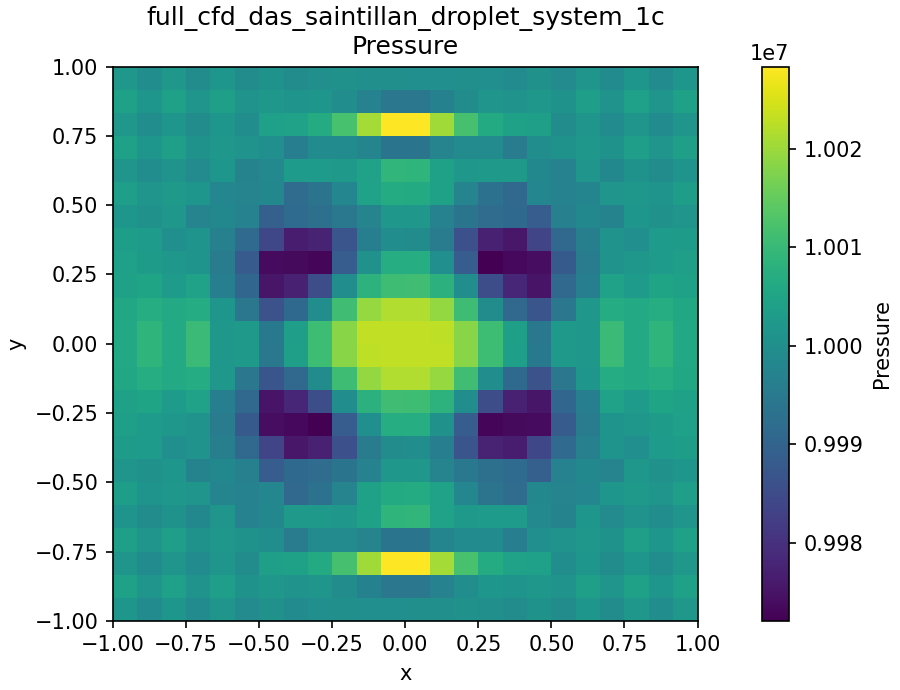 full_cfd_das_saintillan_droplet_system_1c
Pressure
1e7
1.00
0.75
0.50
0.25
0.00
−0.25
−0.50
−0.75
−1.00
y
−1.00 −0.75 −0.50 −0.25 0.00 0.25 0.50 0.75 1.00
x
1.002
1.001
1.000
0.999
0.998
Pressure